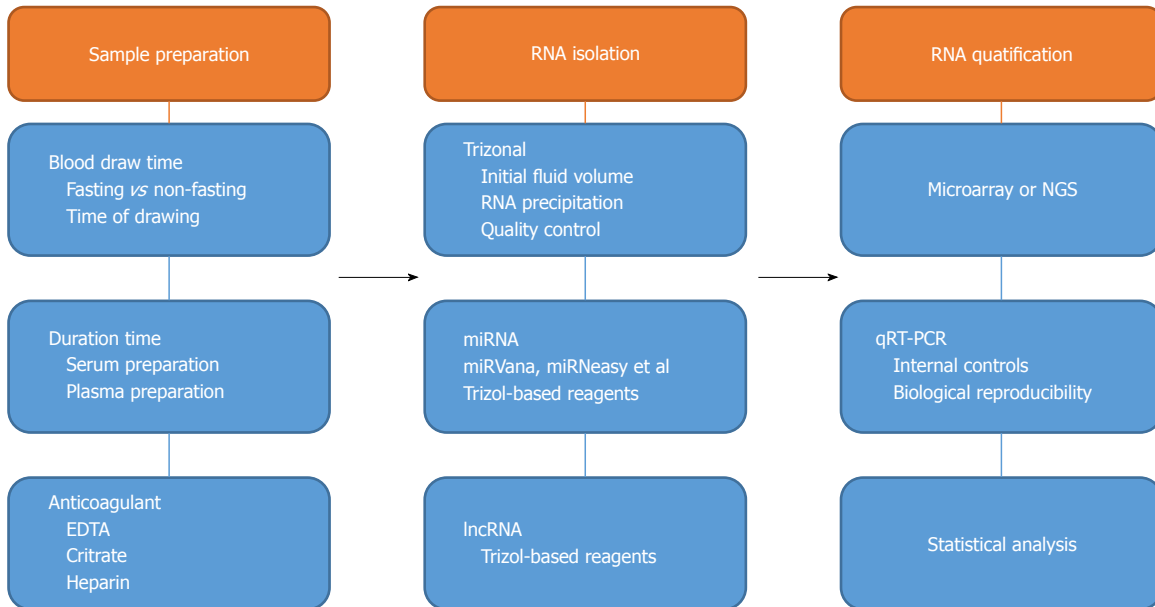 Sample preparation
Blood draw time
Fasting vs non-fasting
Time of drawing
Duration time
Serum preparation
Plasma preparation
Anticoagulant
EDTA
Critrate
Heparin
RNA isolation
Trizonal
Initial fluid volume
RNA precipitation
Quality control
miRNA
miRVana, miRNeasy et al
Trizol-based reagents
lncRNA
Trizol-based reagents
RNA quatification
Microarray or NGS
qRT-PCR
Internal controls
Biological reproducibility
Statistical analysis